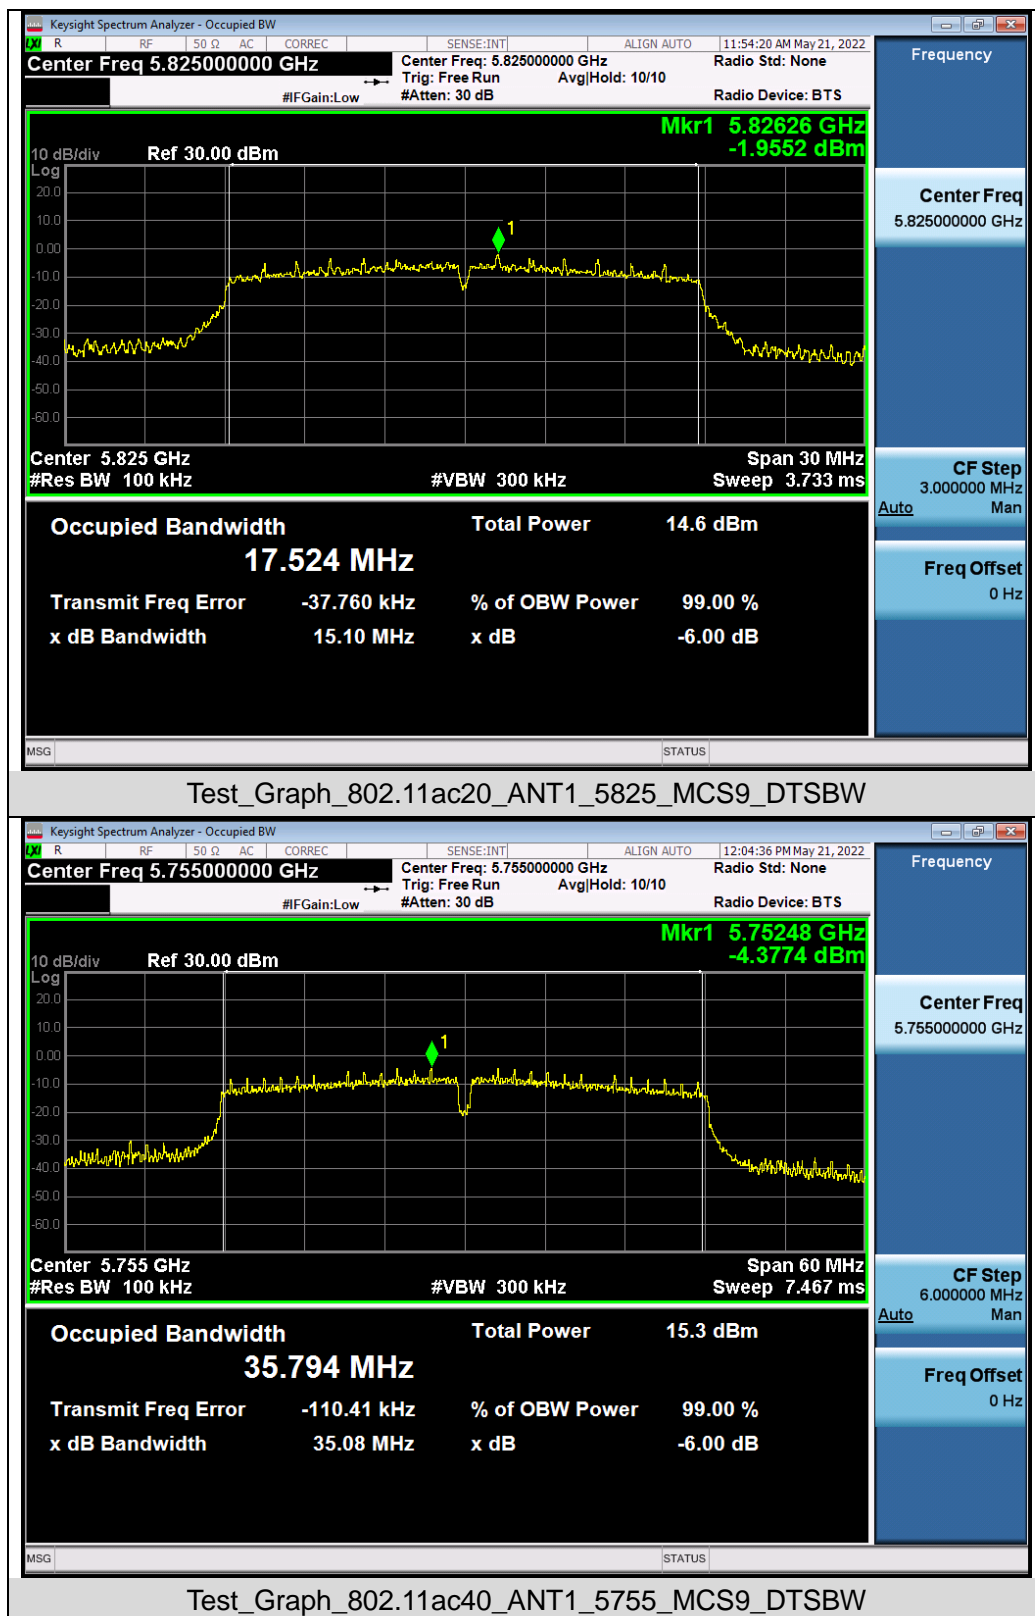 Keysight Spectrum Analyzer - Occupied BW
LXI R RF 50 Ω AC CORREC SENSE:INT ALIGN AUTO 11:54:20 AM May 21, 2022
Center Freq 5.825000000 GHz Center Freq: 5.825000000 GHz Radio Std: None Frequency
Trig: Free Run Avg|Hold: 10/10
#IFGain:Low #Atten: 30 dB Radio Device: BTS
Mkr1 5.82626 GHz
10 dB/div Ref 30.00 dBm -1.9552 dBm
Log
20.0
10.0
0.00
-10.0
-20.0
-30.0
-40.0
-50.0
-60.0
1
Center Freq
5.825000000 GHz
Center 5.825 GHz Span 30 MHz
#Res BW 100 kHz #VBW 300 kHz Sweep 3.733 ms
CF Step
3.000000 MHz
Auto Man
Occupied Bandwidth Total Power 14.6 dBm
17.524 MHz
Freq Offset
0 Hz
Transmit Freq Error -37.760 kHz % of OBW Power 99.00 %
x dB Bandwidth 15.10 MHz x dB -6.00 dB
MSG STATUS
Test_Graph_802.11ac20_ANT1_5825_MCS9_DTSBW
Keysight Spectrum Analyzer - Occupied BW
LXI R RF 50 Ω AC CORREC SENSE:INT ALIGN AUTO 12:04:36 PM May 21, 2022
Center Freq 5.755000000 GHz Center Freq: 5.755000000 GHz Radio Std: None Frequency
Trig: Free Run Avg|Hold: 10/10
#IFGain:Low #Atten: 30 dB Radio Device: BTS
Mkr1 5.75248 GHz
10 dB/div Ref 30.00 dBm -4.3774 dBm
Log
20.0
10.0
0.00
-10.0
-20.0
-30.0
-40.0
-50.0
-60.0
1
Center Freq
5.755000000 GHz
Center 5.755 GHz Span 60 MHz
#Res BW 100 kHz #VBW 300 kHz Sweep 7.467 ms
CF Step
6.000000 MHz
Auto Man
Occupied Bandwidth Total Power 15.3 dBm
35.794 MHz
Freq Offset
0 Hz
Transmit Freq Error -110.41 kHz % of OBW Power 99.00 %
x dB Bandwidth 35.08 MHz x dB -6.00 dB
MSG STATUS
Test_Graph_802.11ac40_ANT1_5755_MCS9_DTSBW